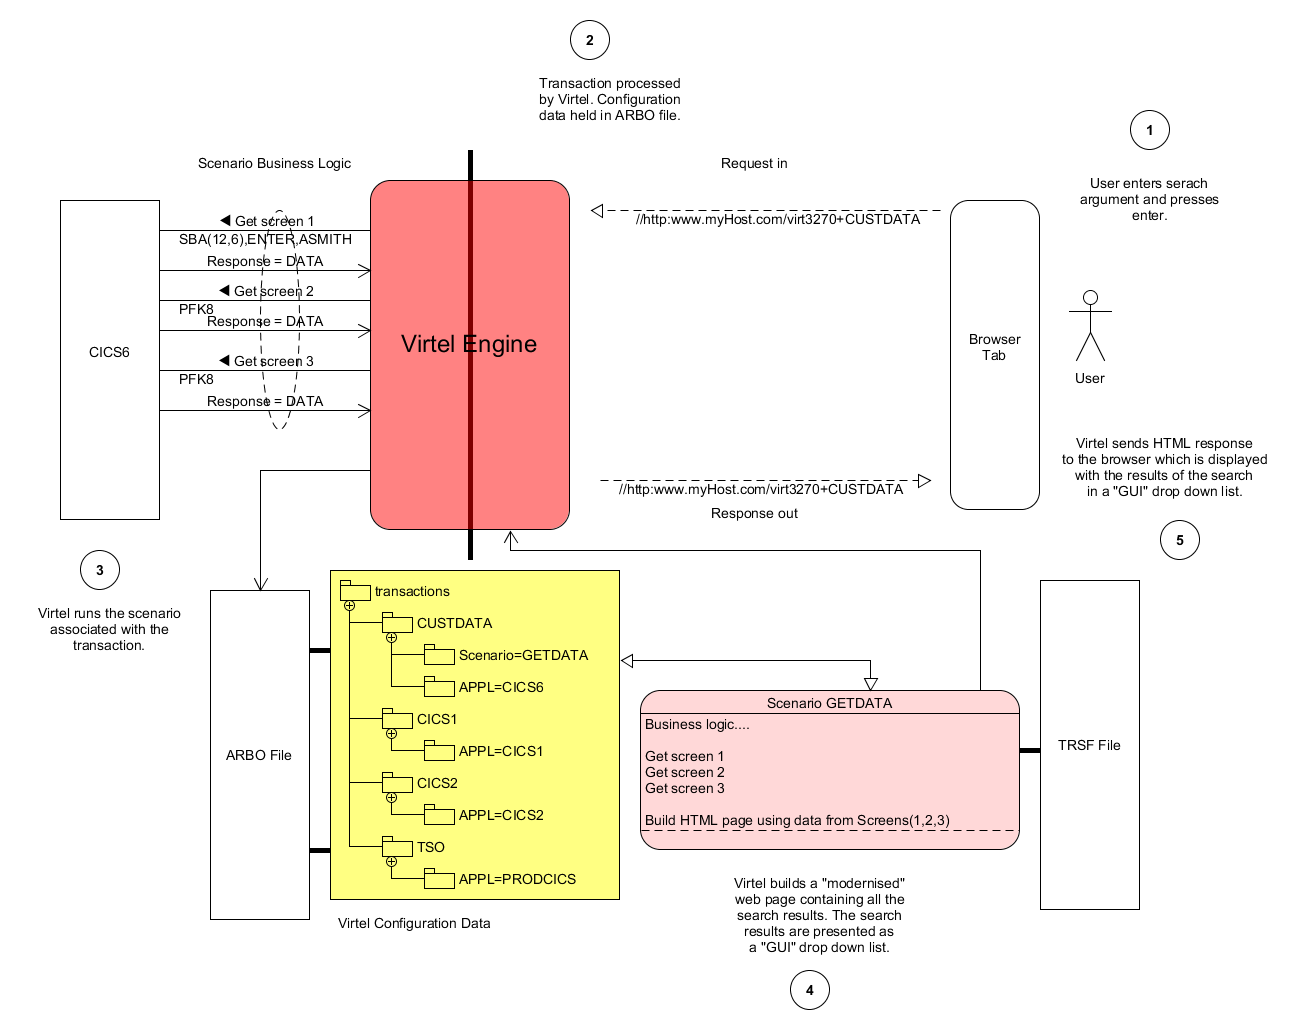 2
Transaction processed
by Virtel. Configuration
data held in ARBO file.
1
User enters serach
argument and presses
enter.
Scenario Business Logic
Request in
//http:www.myHost.com/virt3270+CUSTDATA
Get screen 1
SBA(12,6),ENTER,ASMITH
Response = DATA
Get screen 2
PFK8
Response = DATA
Get screen 3
PFK8
Response = DATA
CICS6
Virtel Engine
Browser
Tab
User
Virtel sends HTML response
to the browser which is displayed
with the results of the search
in a "GUI" drop down list.
//http:www.myHost.com/virt3270+CUSTDATA
Response out
5
3
Virtel runs the scenario
associated with the
transaction.
ARBO File
transactions
CUSTDATA
Scenario=GETDATA
APPL=CICS6
CICS1
APPL=CICS1
CICS2
APPL=CICS2
TSO
APPL=PRODCICS
Virtel Configuration Data
Scenario GETDATA
Business logic....
Get screen 1
Get screen 2
Get screen 3
Build HTML page using data from Screens(1,2,3)
TRSF File
Virtel builds a "modernised"
web page containing all the
search results. The search
results are presented as
a "GUI" drop down list.
4